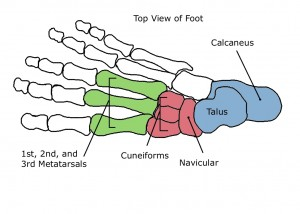 Top View of Foot
Calcaneus
Talus
1st, 2nd, and
3rd Metatarsals
Cuneiforms
Navicular